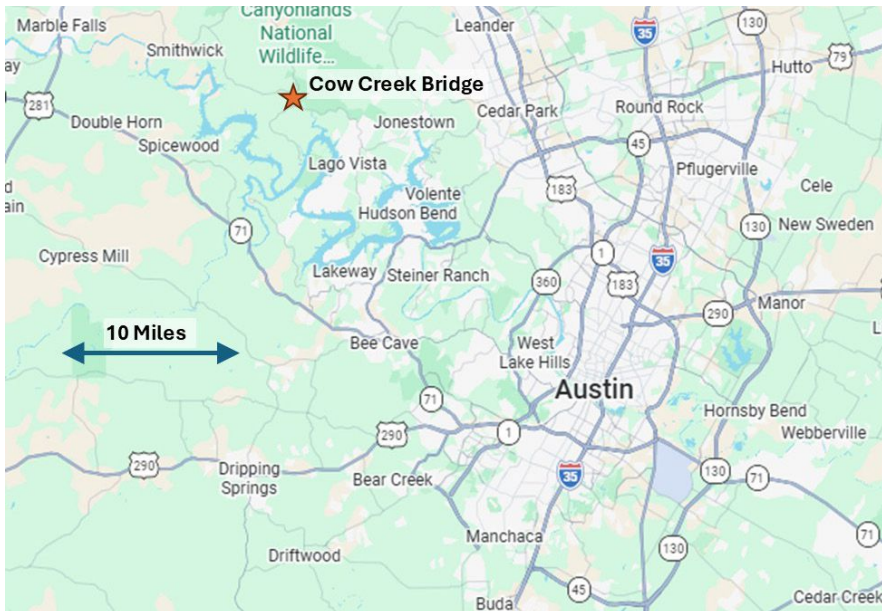 Canyonlands
National
Wildlife...
Marble Falls
Leander
130
Smithwick
35
79
Hutto
ay
281
Cow Creek Bridge
Cedar Park
Round Rock
Double Horn
Jonestown
Spicewood
45
Lago Vista
Pflugerville
183
Volente
Cele
d
ain
Hudson Bend
New Sweden
71
130
Cypress Mill
1
35
Lakeway
Steiner Ranch
360
183
Manor
290
10 Miles
L
Bee Cave
West
Lake Hills
Austin
71
Hornsby Bend
290
1
Webberville
290
Dripping
Springs
Bear Creek
35
130
71
Manchaca
71
Driftwood
130
45
Buda
Cedar Creek